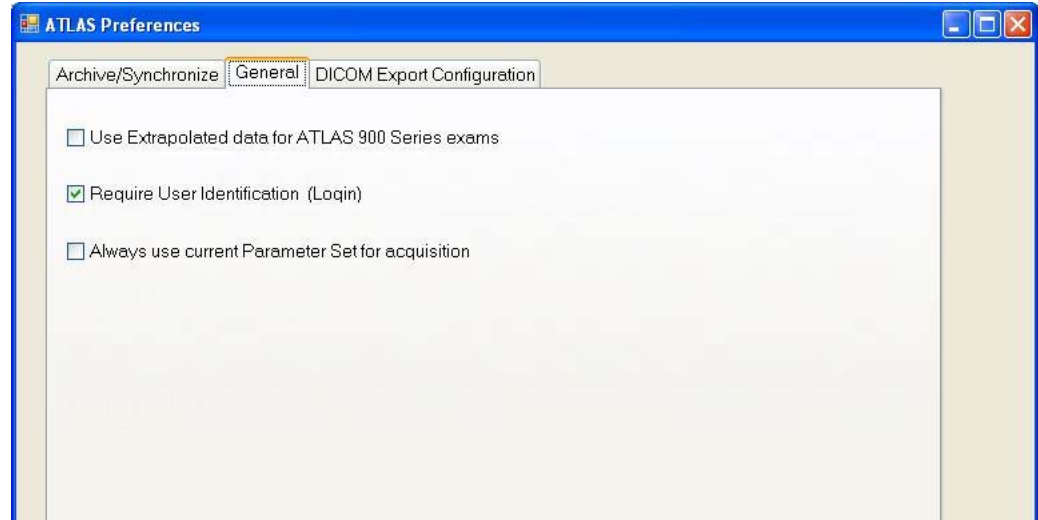 ATLAS Preferences
Archive/Synchronize General DICOM Export Configuration
Use Extrapolated data for ATLAS 900 Series exams
Require User Identification (Login)
Always use current Parameter Set for acquisition